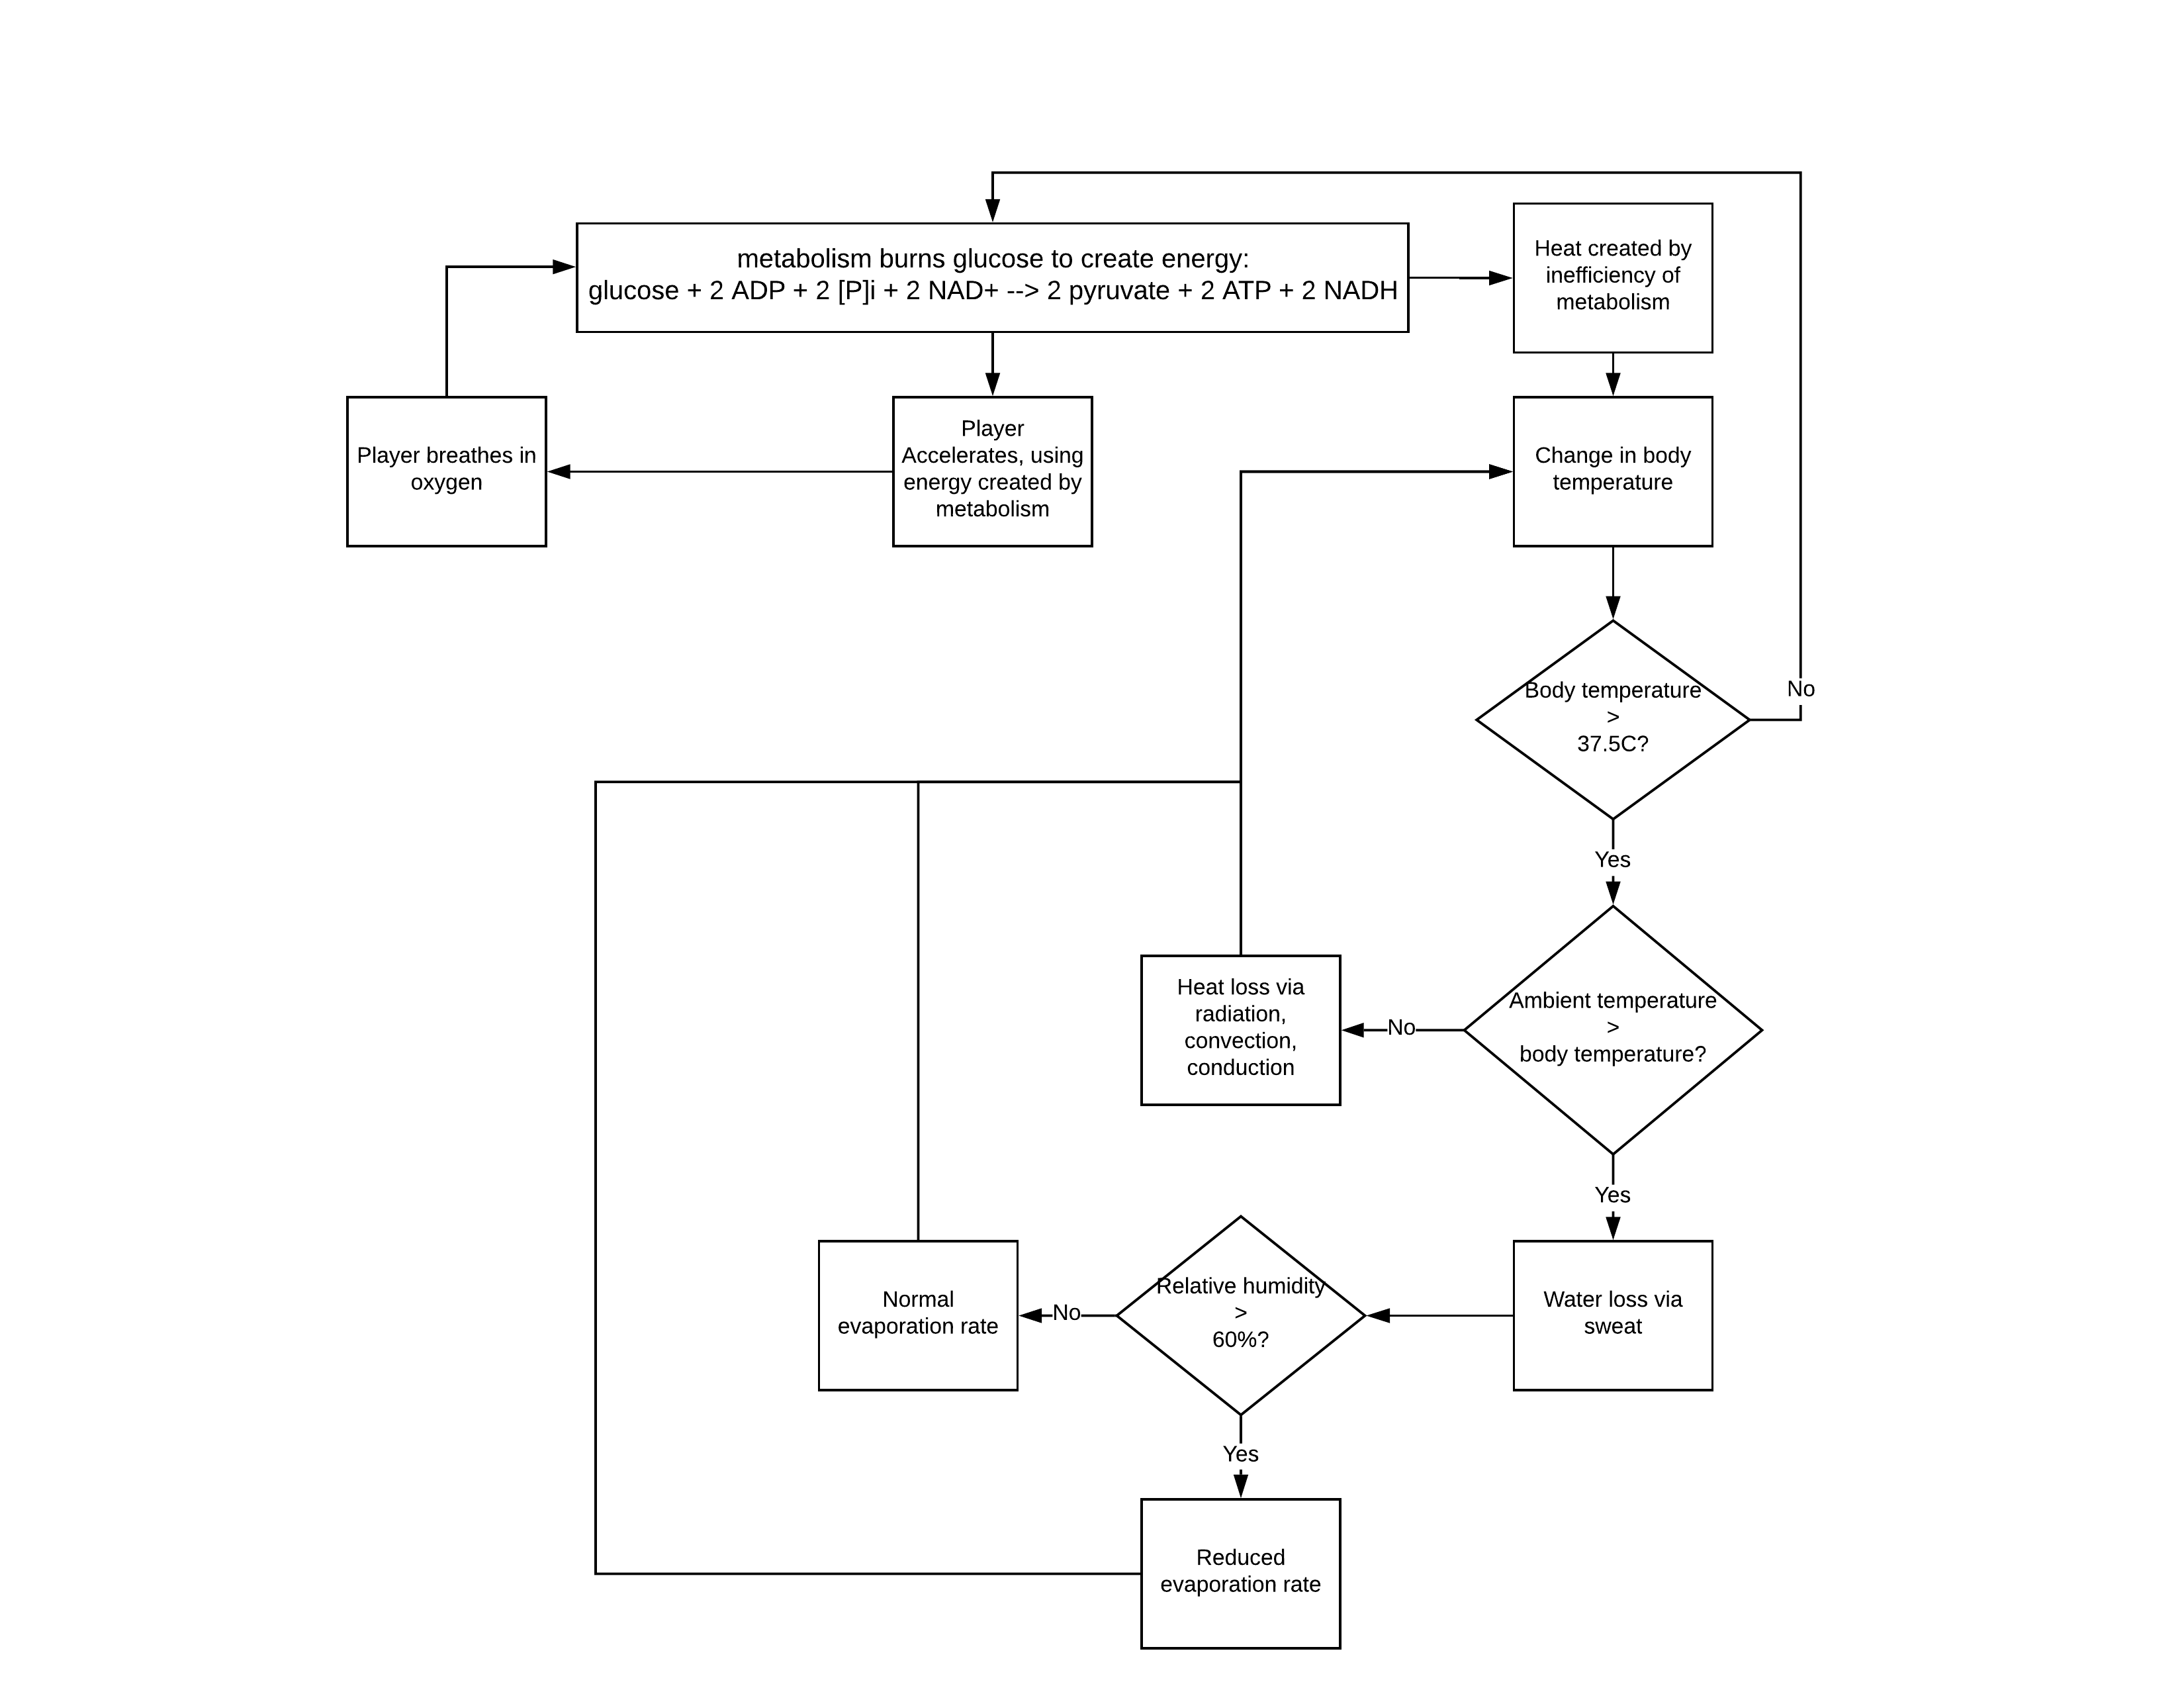 metabolism burns glucose to create energy:
glucose + 2 ADP + 2 [P]i + 2 NAD+ --> 2 pyruvate + 2 ATP + 2 NADH
Heat created by
inefficiency of
metabolism
Player breathes in
oxygen
Player
Accelerates, using
energy created by
metabolism
Change in body
temperature
Body temperature
>
37.5C?
No
Yes
Ambient temperature
>
body temperature?
No
Heat loss via
radiation,
convection,
conduction
Yes
Water loss via
sweat
Relative humidity
>
60%?
No
Normal
evaporation rate
Yes
Reduced
evaporation rate